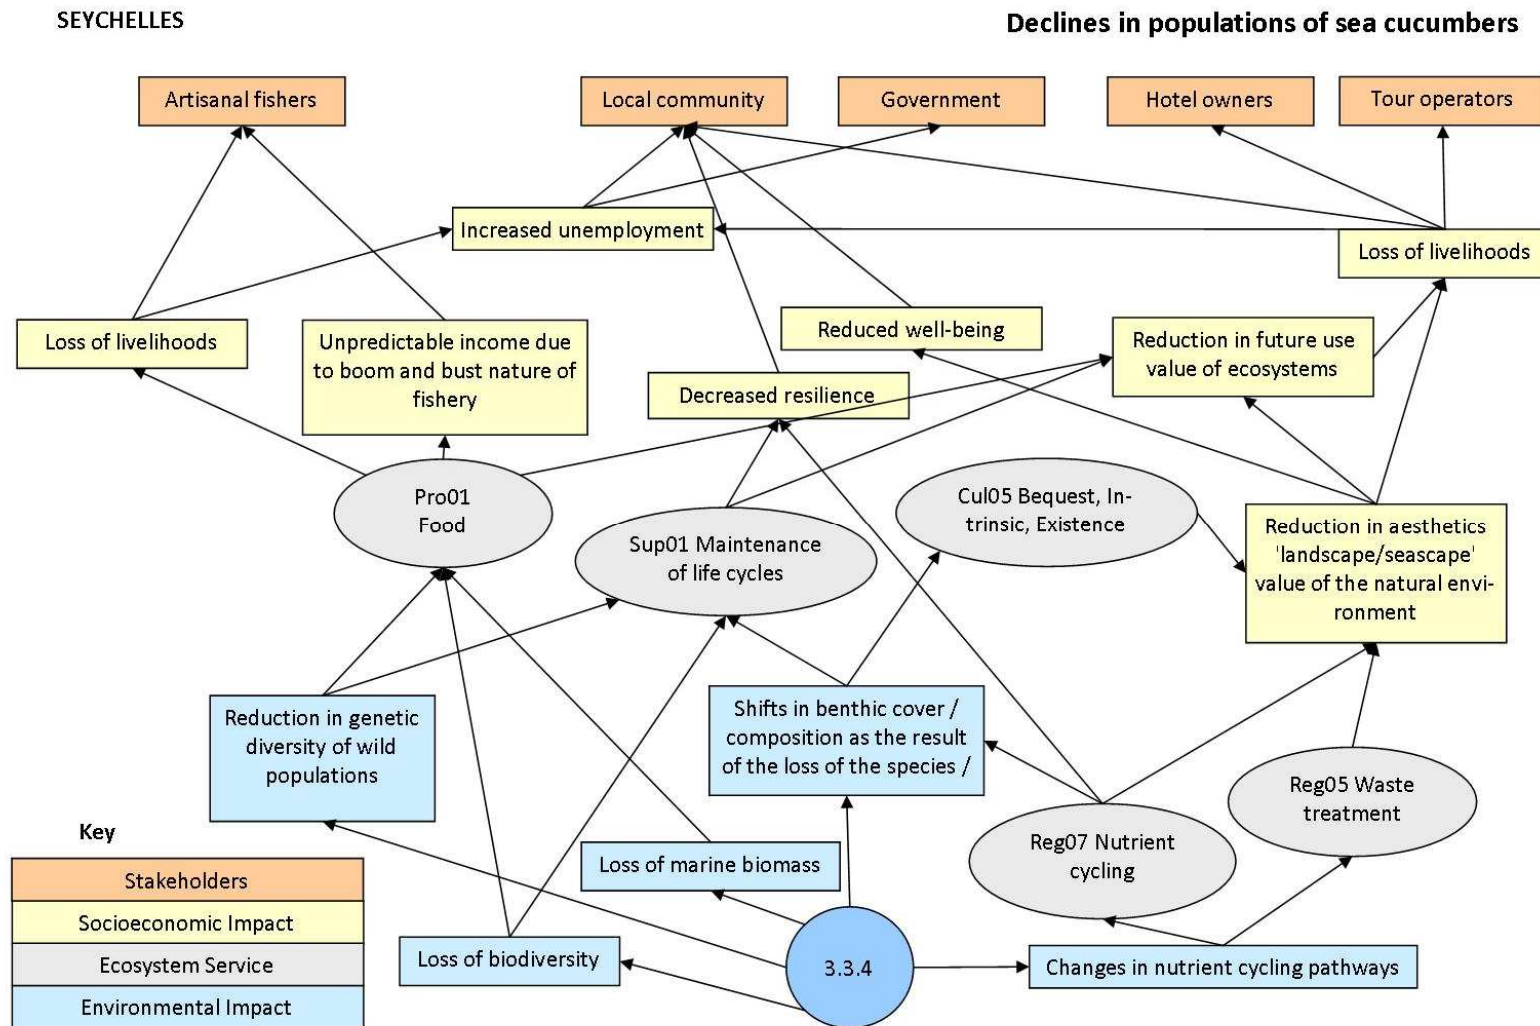 SEYCHELLES
Declines in populations of sea cucumbers
Artisanal fishers
Local community
Government
Hotel owners
Tour operators
Increased unemployment
Loss of livelihoods
Loss of livelihoods
Unpredictable income due
to boom and bust nature of
fishery
Reduced well-being
Reduction in future use
value of ecosystems
Decreased resilience
Pro01
Food
Sup01 Maintenance
of life cycles
Cul05 Bequest, In-
trinsic, Existence
Reduction in aesthetics
'landscape/seascape'
value of the natural envi-
ronment
Reduction in genetic
diversity of wild
populations
Shifts in benthic cover /
composition as the result
of the loss of the species /
Reg05 Waste
treatment
Reg07 Nutrient
cycling
Loss of marine biomass
Loss of biodiversity
3.3.4
Changes in nutrient cycling pathways
Key
Stakeholders
Socioeconomic Impact
Ecosystem Service
Environmental Impact